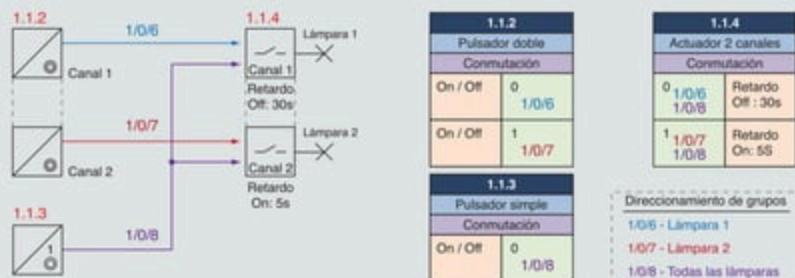 1.1.2
1/0/6
1.1.4
Lámpara 1
Canal 1
Canal 1
Retardo
Off: 30s
1/0/7
Lámpara 2
Canal 2
Canal 2
Retardo
On: 5s
1.1.3
1/0/8
1
1.1.2
Pulsador doble
Conmutación
On / Off
0
1/0/6
On / Off
1
1/0/7
1.1.3
Pulsador simple
Conmutación
On / Off
0
1/0/8
1.1.4
Actuador 2 canales
Conmutación
0 1/0/6
1/0/8
Retardo
Off : 30s
1 1/0/7
1/0/8
Retardo
On: 5S
Direccionamiento de grupos
1/0/6 - Lámpara 1
1/0/7 - Lámpara 2
1/0/8 - Todas las lámparas